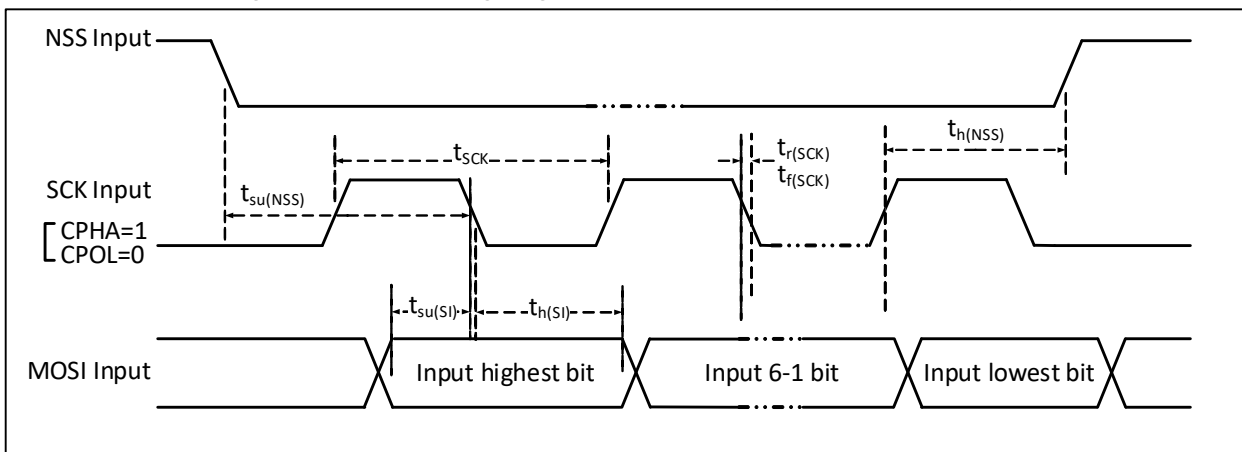 NSS Input
tSCK
tr(SCK)
tf(SCK)
th(NSS)
SCK Input
tsu(NSS)
CPHA=1
CPOL=0
tsu(SI)
th(SI)
MOSI Input
Input highest bit
Input 6-1 bit
Input lowest bit